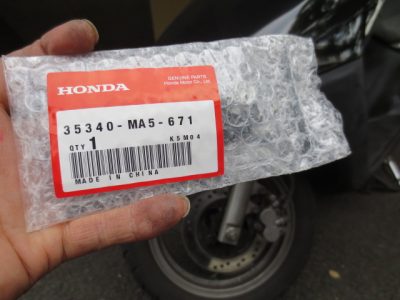 HONDA
GENUINE PARTS
Honda Motor Co., Ltd.
35340-MA5-671
QTY 1
K5M04
MADE IN CHINA